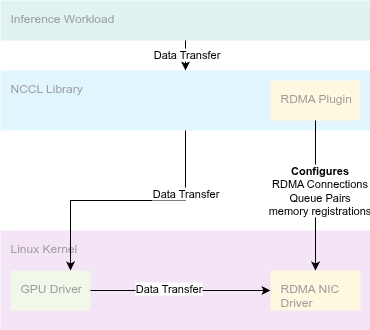 Inference Workload
Data Transfer
NCCL Library
RDMA Plugin
Configures
RDMA Connections
Queue Pairs
memory registrations
Data Transfer
Linux Kernel
GPU Driver
Data Transfer
RDMA NIC
Driver